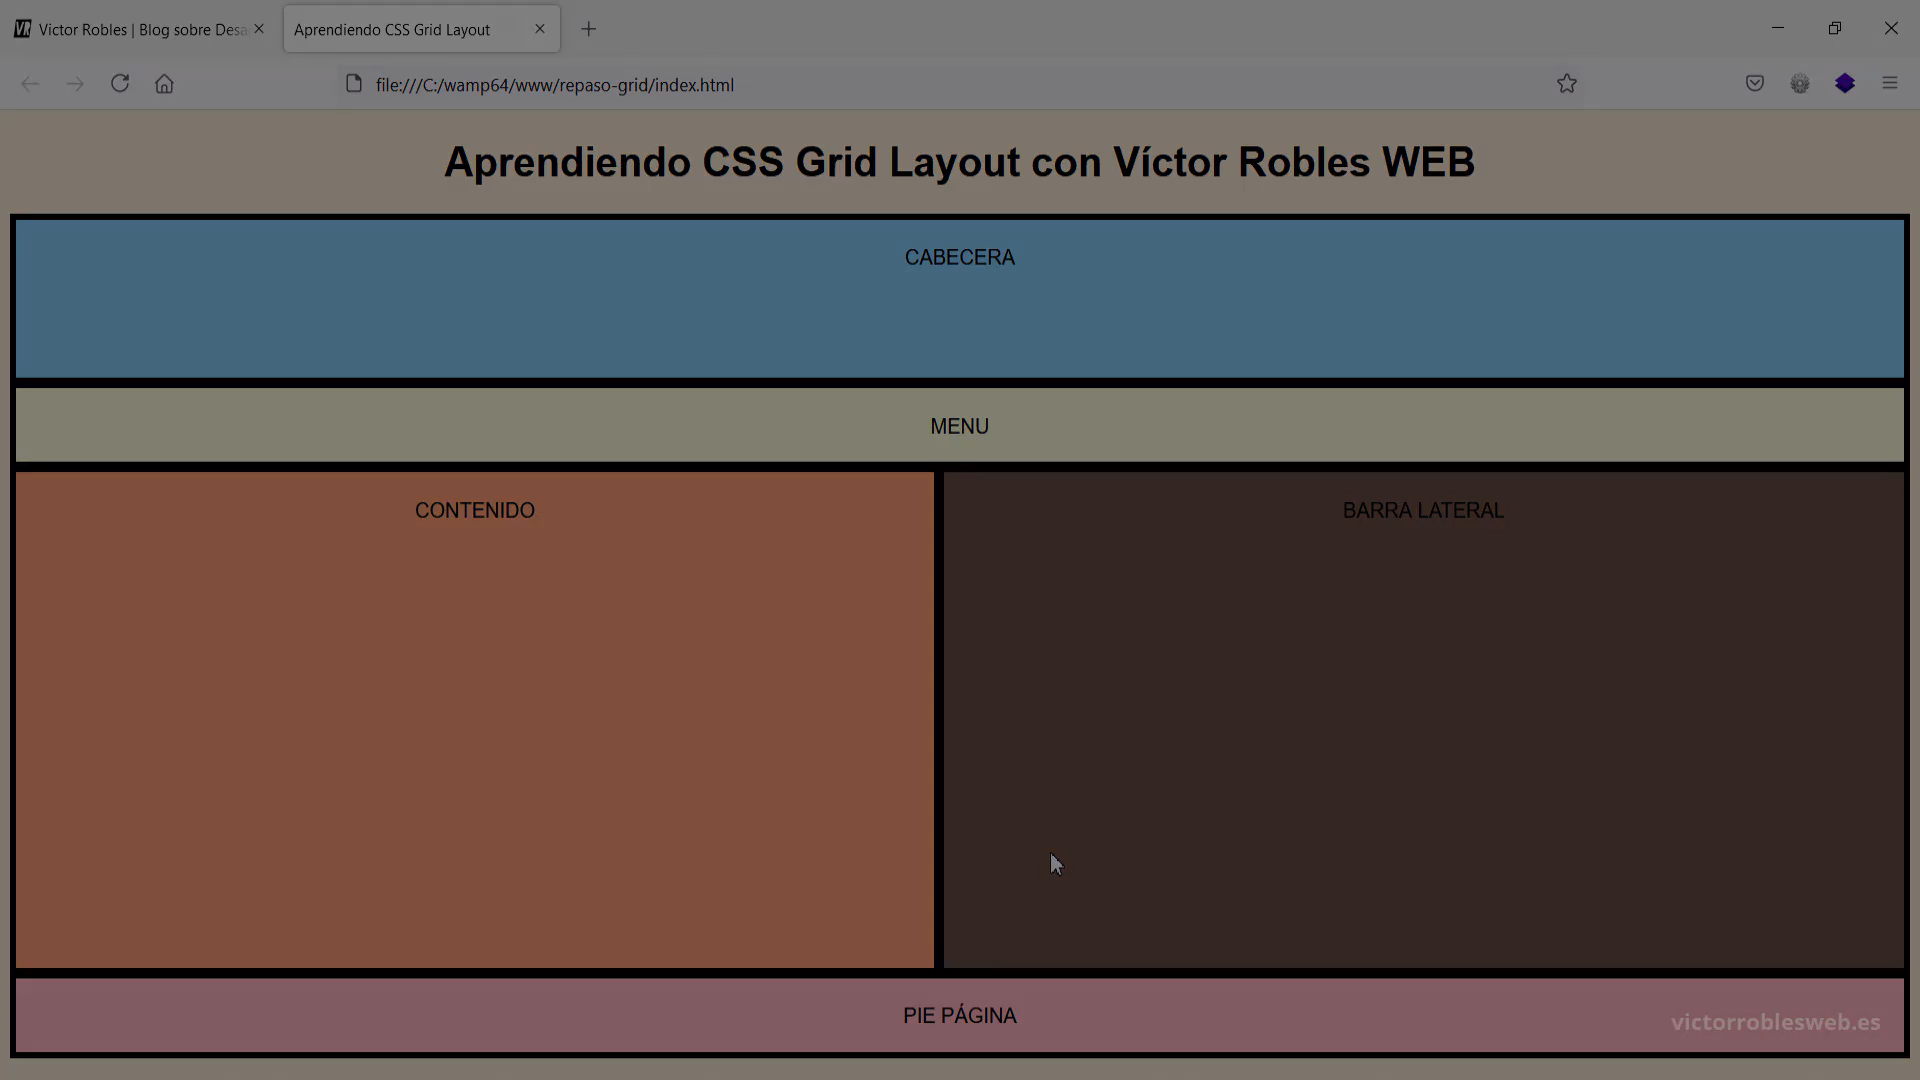 Victor Robles | Blog sobre Desa
Aprendiendo CSS Grid Layout
file:///C:/wamp64/www/repaso-grid/index.html
Aprendiendo CSS Grid Layout con Víctor Robles WEB
CABECERA
MENU
CONTENIDO
BARRA LATERAL
PIE PÁGINA
victorroblesweb.es